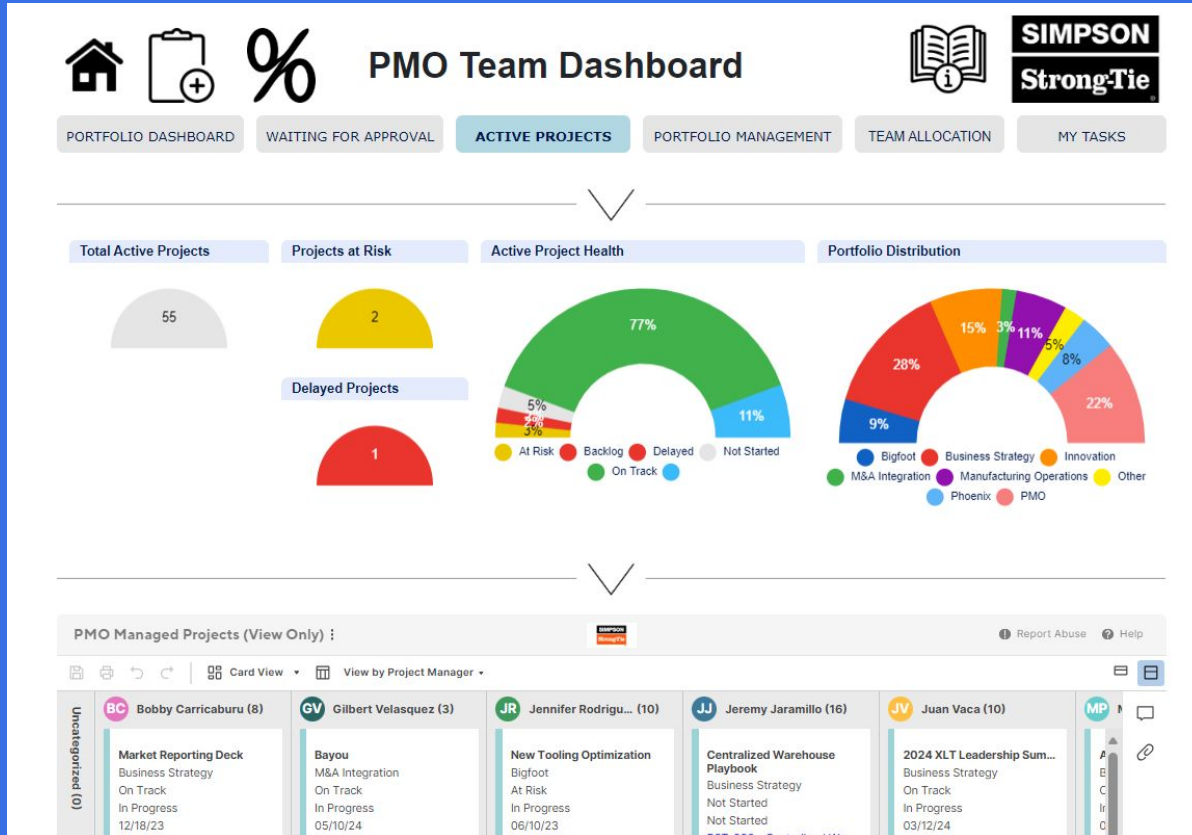 PMO Team Dashboard
SIMPSON
Strong-Tie
PORTFOLIO DASHBOARD
WAITING FOR APPROVAL
ACTIVE PROJECTS
PORTFOLIO MANAGEMENT
TEAM ALLOCATION
MY TASKS
Total Active Projects
Projects at Risk
Active Project Health
Portfolio Distribution
55
2
Delayed Projects
1
77%
5%
2%
3%
11%
At Risk Backlog Delayed Not Started
On Track
9%
28%
15%
3%
11%
5%
8%
22%
Bigfoot Business Strategy Innovation
M&A Integration Manufacturing Operations Other
Phoenix PMO
PMO Managed Projects (View Only)
SIMPSON
Strong-Tie
Report Abuse
Help
Card View
View by Project Manager
Uncategorized (0)
BC Bobby Carricaburu (8)
GV Gilbert Velasquez (3)
JR Jennifer Rodrigu... (10)
JJ Jeremy Jaramillo (16)
JV Juan Vaca (10)
MP
Market Reporting Deck
Business Strategy
On Track
In Progress
12/18/23
Bayou
M&A Integration
On Track
In Progress
05/10/24
New Tooling Optimization
Bigfoot
At Risk
In Progress
06/10/23
Centralized Warehouse
Playbook
Business Strategy
Not Started
Not Started
2024 XLT Leadership Sum...
Business Strategy
On Track
In Progress
03/12/24